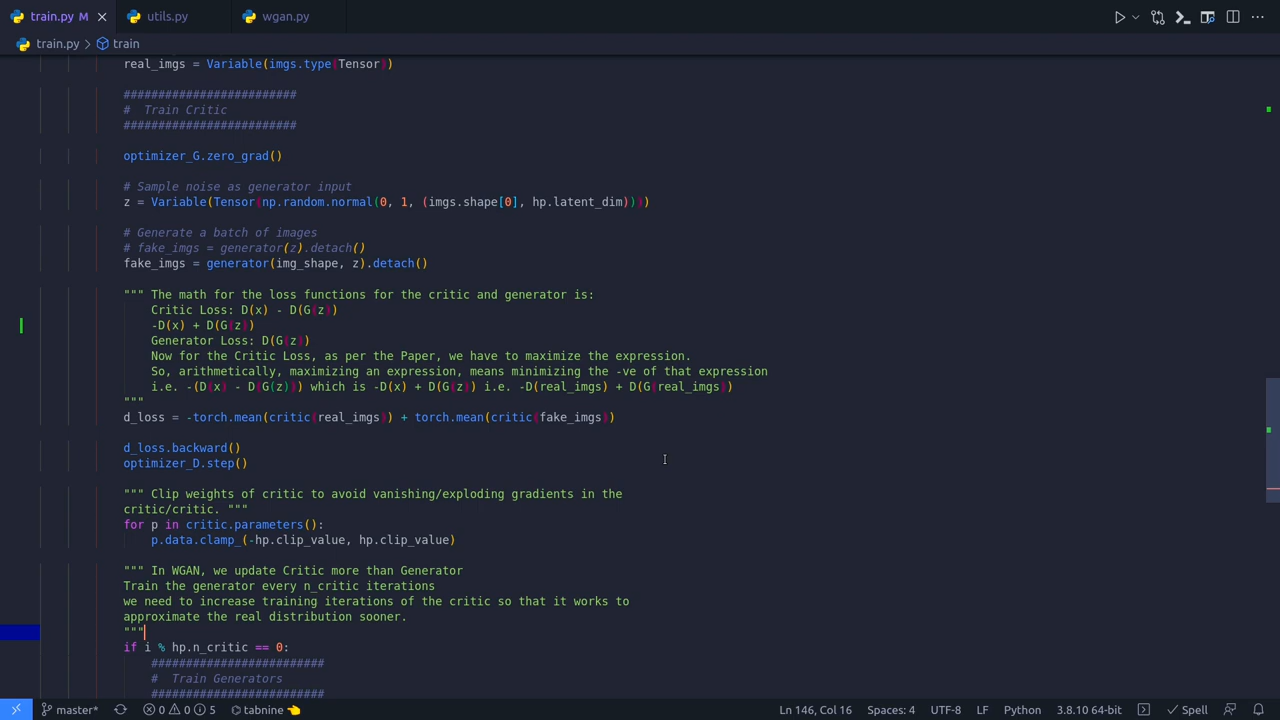 train.py M
utils.py
wgan.py
train.py > train
real_imgs = Variable(imgs.type(Tensor))
#########################
#  Train Critic
#########################
optimizer_G.zero_grad()
# Sample noise as generator input
z = Variable(Tensor(np.random.normal(0, 1, (imgs.shape[0], hp.latent_dim))))
# Generate a batch of images
# fake_imgs = generator(z).detach()
fake_imgs = generator(img_shape, z).detach()
""" The math for the loss functions for the critic and generator is:
Critic Loss: D(x) - D(G(z))
-D(x) + D(G(z))
Generator Loss: D(G(z))
Now for the Critic Loss, as per the Paper, we have to maximize the expression.
So, arithmetically, maximizing an expression, means minimizing the -ve of that expression
i.e. -(D(x) - D(G(z))) which is -D(x) + D(G(z)) i.e. -D(real_imgs) + D(G(real_imgs))
"""
d_loss = -torch.mean(critic(real_imgs)) + torch.mean(critic(fake_imgs))
d_loss.backward()
optimizer_D.step()
""" Clip weights of critic to avoid vanishing/exploding gradients in the
critic/critic. """
for p in critic.parameters():
p.data.clamp_(-hp.clip_value, hp.clip_value)
""" In WGAN, we update Critic more than Generator
Train the generator every n_critic iterations
we need to increase training iterations of the critic so that it works to
approximate the real distribution sooner.
"""
if i % hp.n_critic == 0:
#########################
#  Train Generators
#########################
master* 0 0 5 tabnine Ln 146, Col 16 Spaces: 4 UTF-8 LF Python 3.8.10 64-bit Spell